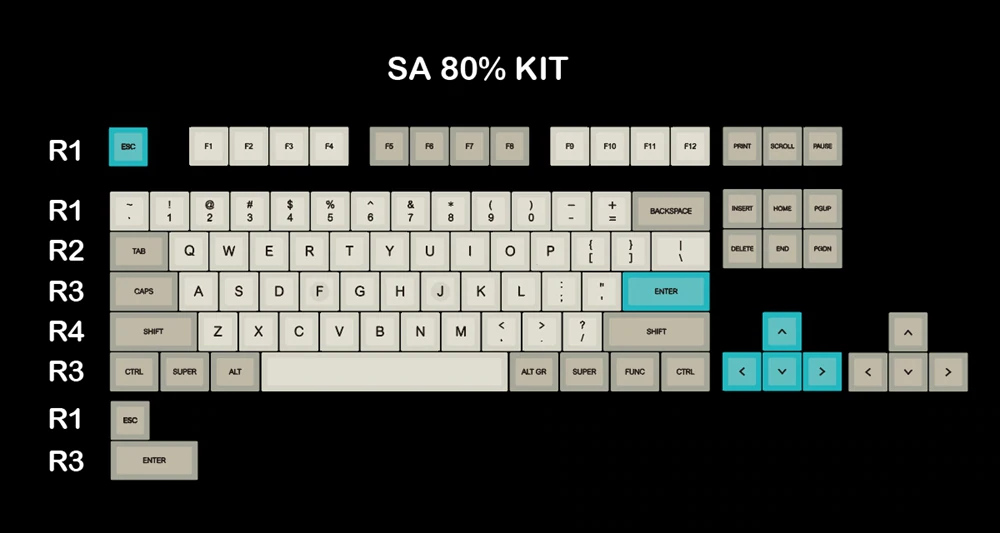 SA 80% KIT
R1 ESC F1 F2 F3 F4 F5 F6 F7 F8 F9 F10 F11 F12 PRINT SCROLL PAUSE
~ ! @ # $ % ^ & * ( ) _ +
R1 ` 1 2 3 4 5 6 7 8 9 0 - = BACKSPACE INSERT HOME PGUP
R2 TAB Q W E R T Y U I O P { [ } ] | \ DELETE END PGDN
R3 CAPS A S D F G H J K L : ; " ' ENTER
R4 SHIFT Z X C V B N M < , > . ? / SHIFT ^ ^
R3 CTRL SUPER ALT ALT GR SUPER FUNC CTRL < v > < v >
R1 ESC
R3 ENTER